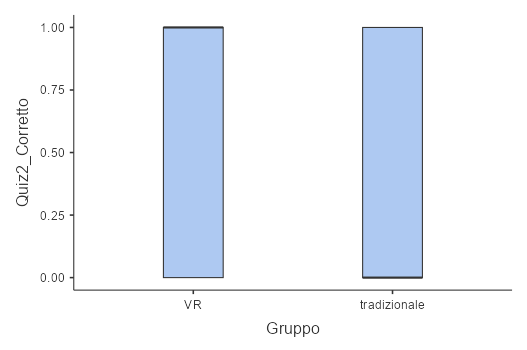 1.00
0.75
0.50
0.25
0.00
Quiz2_Corretto
VR
tradizionale
Gruppo